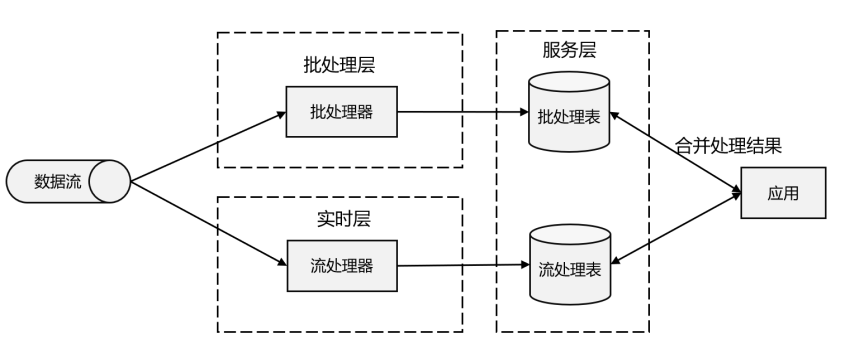 数据流
批处理层
批处理器
实时层
流处理器
服务层
批处理表
流处理表
合并处理结果
应用